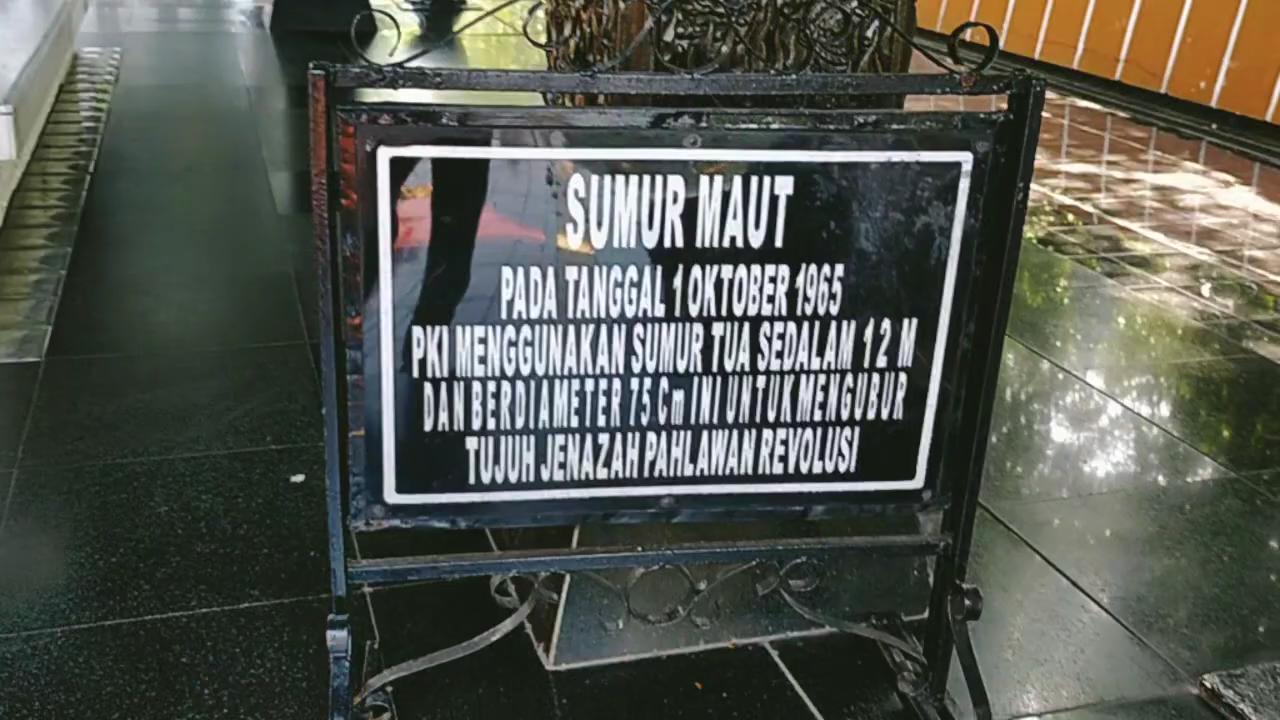 SUMUR MAUT
PADA TANGGAL 1 OKTOBER 1965
PKI MENGGUNAKAN SUMUR TUA SEDALAM 12 M
DAN BERDIAMETER 75 Cm INI UNTUK MENGUBUR
TUJUH JENAZAH PAHLAWAN REVOLUSI